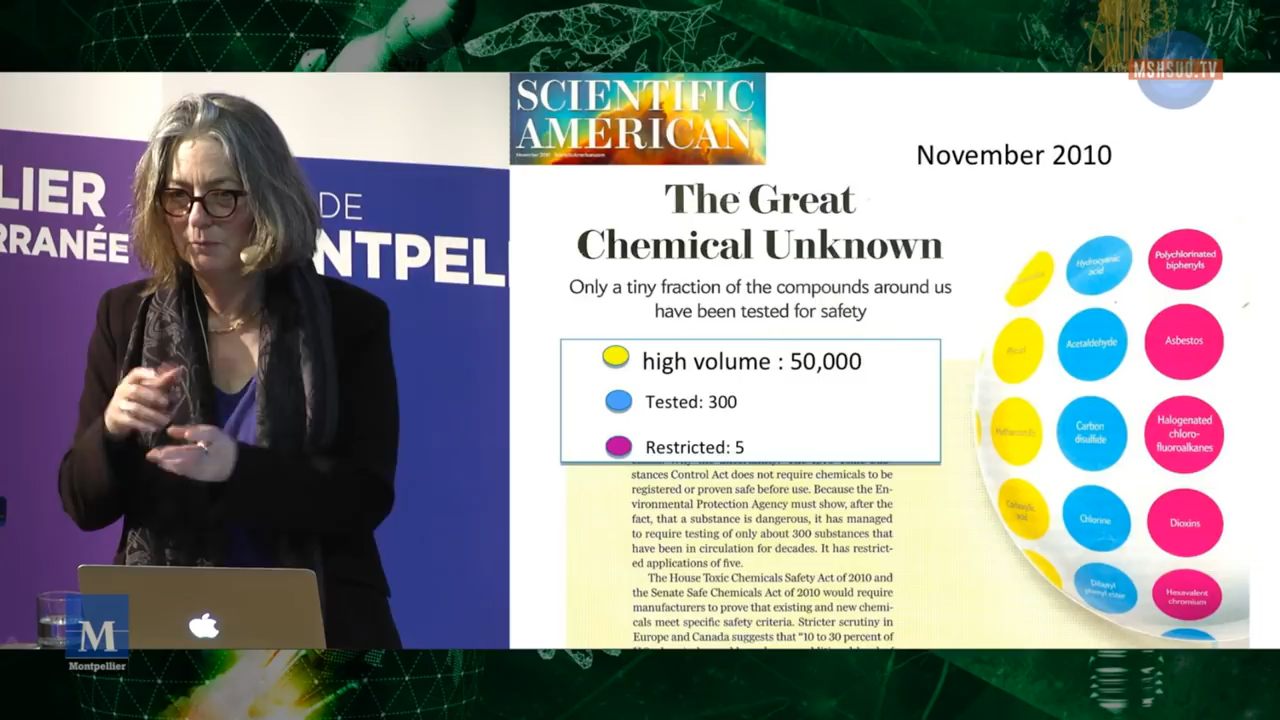 MSHSUD.TV
LIER
RRANÉE
DE
NTPEL
SCIENTIFIC
AMERICAN
November 2010
The Great
Chemical Unknown
Only a tiny fraction of the compounds around us
have been tested for safety
high volume : 50,000
Tested: 300
Restricted: 5
stances Control Act does not require chemicals to be
registered or proven safe before use. Because the En-
vironmental Protection Agency must show, after the
fact, that a substance is dangerous, it has managed
to require testing of only about 300 substances that
have been in circulation for decades. It has restrict-
ed applications of five.
The House Toxic Chemicals Safety Act of 2010 and
the Senate Safe Chemicals Act of 2010 would require
manufacturers to prove that existing and new chemi-
cals meet specific safety criteria. Stricter scrutiny in
Europe and Canada suggests that "10 to 30 percent of
Hydrocyanic
acid
Polychlorinated
biphenyls
Acetaldehyde
Asbestos
Carbon
disulfide
Halogenated
chloro-
fluoroalkanes
Chlorine
Dioxins
Hexavalent
chromium
M
Montpellier